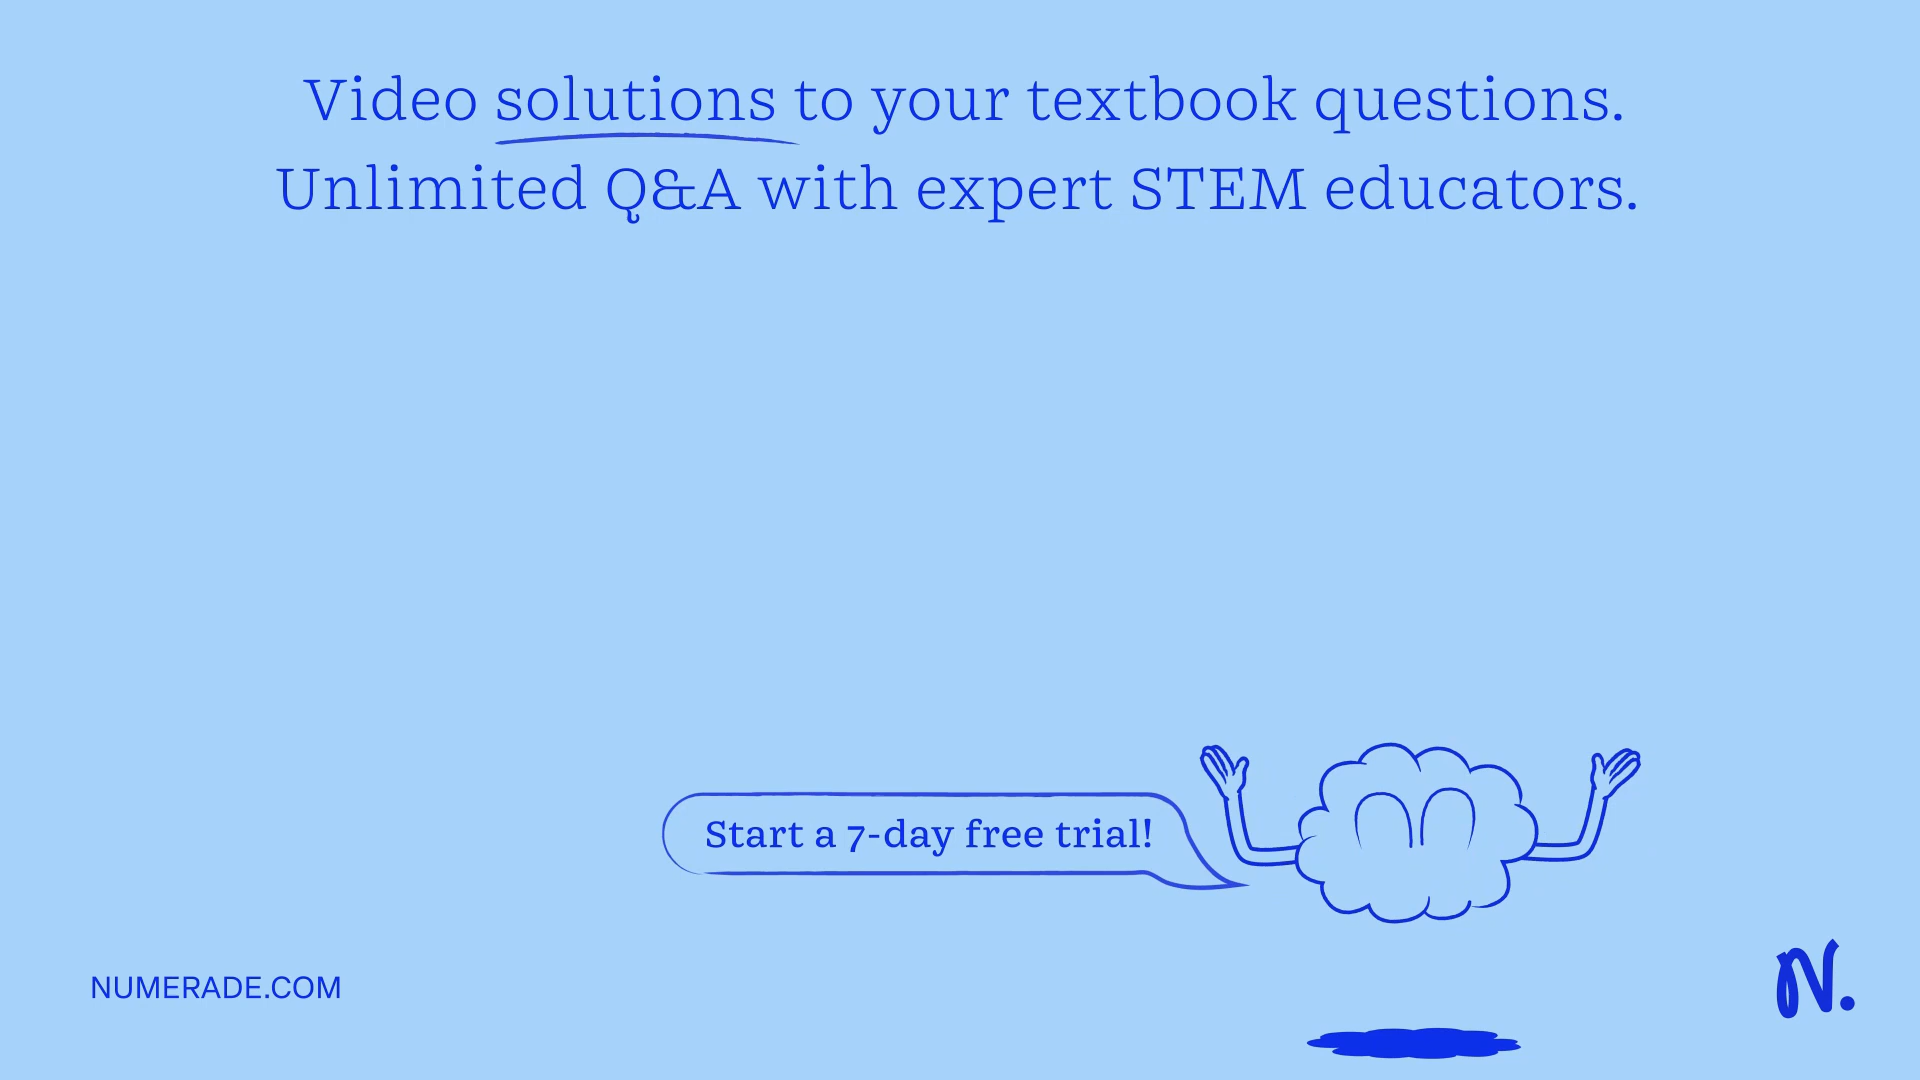 Video solutions to your textbook questions.
Unlimited Q&A with expert STEM educators.
Start a 7-day free trial!
NUMERADE.COM
N.